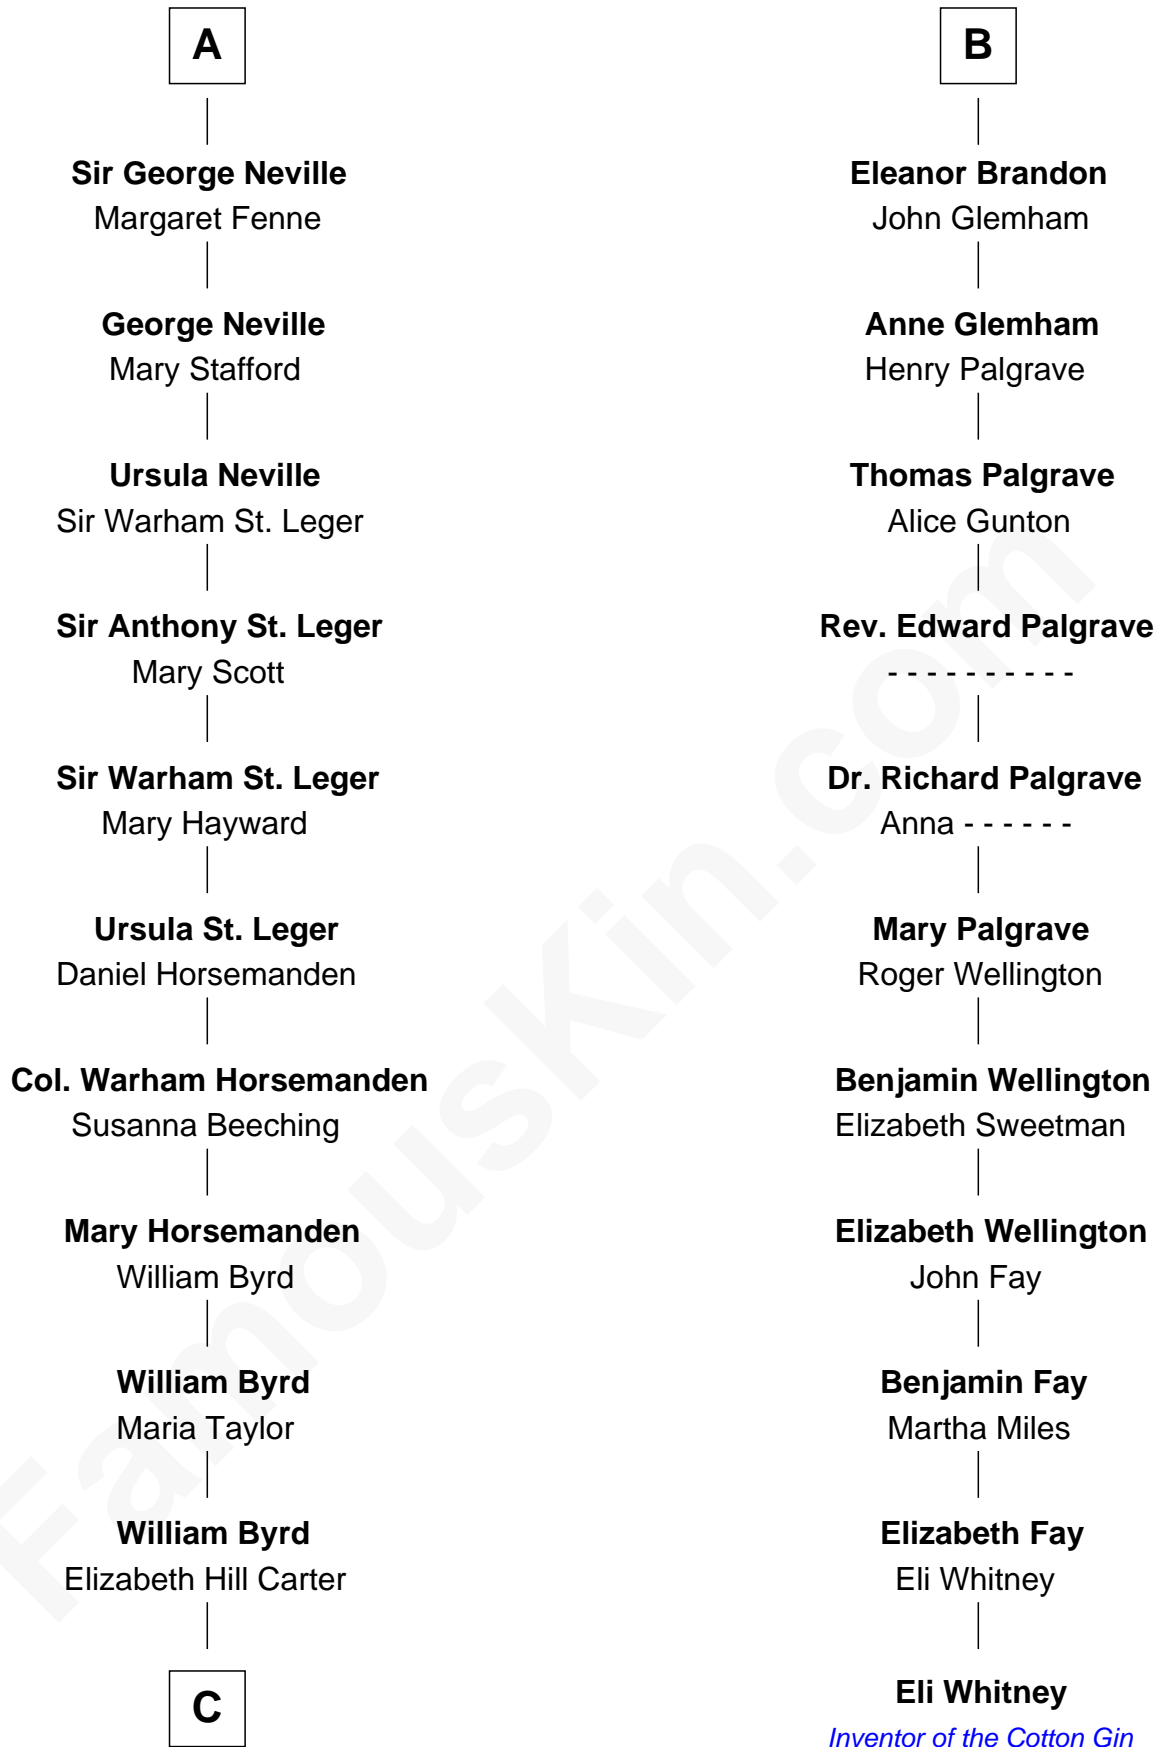 A
Sir George Neville
Margaret Fenne
George Neville
Mary Stafford
Ursula Neville
Sir Warham St. Leger
Sir Anthony St. Leger
Mary Scott
Sir Warham St. Leger
Mary Hayward
Ursula St. Leger
Daniel Horsemanden
Col. Warham Horsemanden
Susanna Beeching
Mary Horsemanden
William Byrd
William Byrd
Maria Taylor
William Byrd
Elizabeth Hill Carter
C
B
Eleanor Brandon
John Glemham
Anne Glemham
Henry Palgrave
Thomas Palgrave
Alice Gunton
Rev. Edward Palgrave
- - - - - - - - - -
Dr. Richard Palgrave
Anna - - - - - -
Mary Palgrave
Roger Wellington
Benjamin Wellington
Elizabeth Sweetman
Elizabeth Wellington
John Fay
Benjamin Fay
Martha Miles
Elizabeth Fay
Eli Whitney
Eli Whitney
Inventor of the Cotton Gin
FamousKin.com